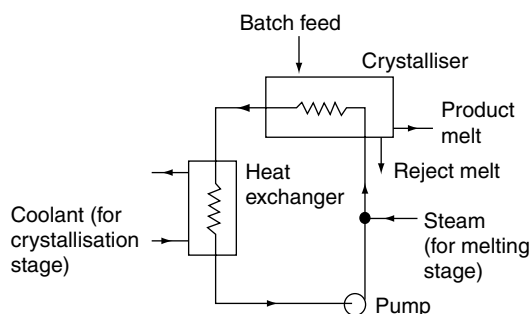 Batch feed
Crystalliser
Product
melt
Reject melt
Heat
exchanger
Coolant (for
crystallisation
stage)
Steam
(for melting
stage)
Pump